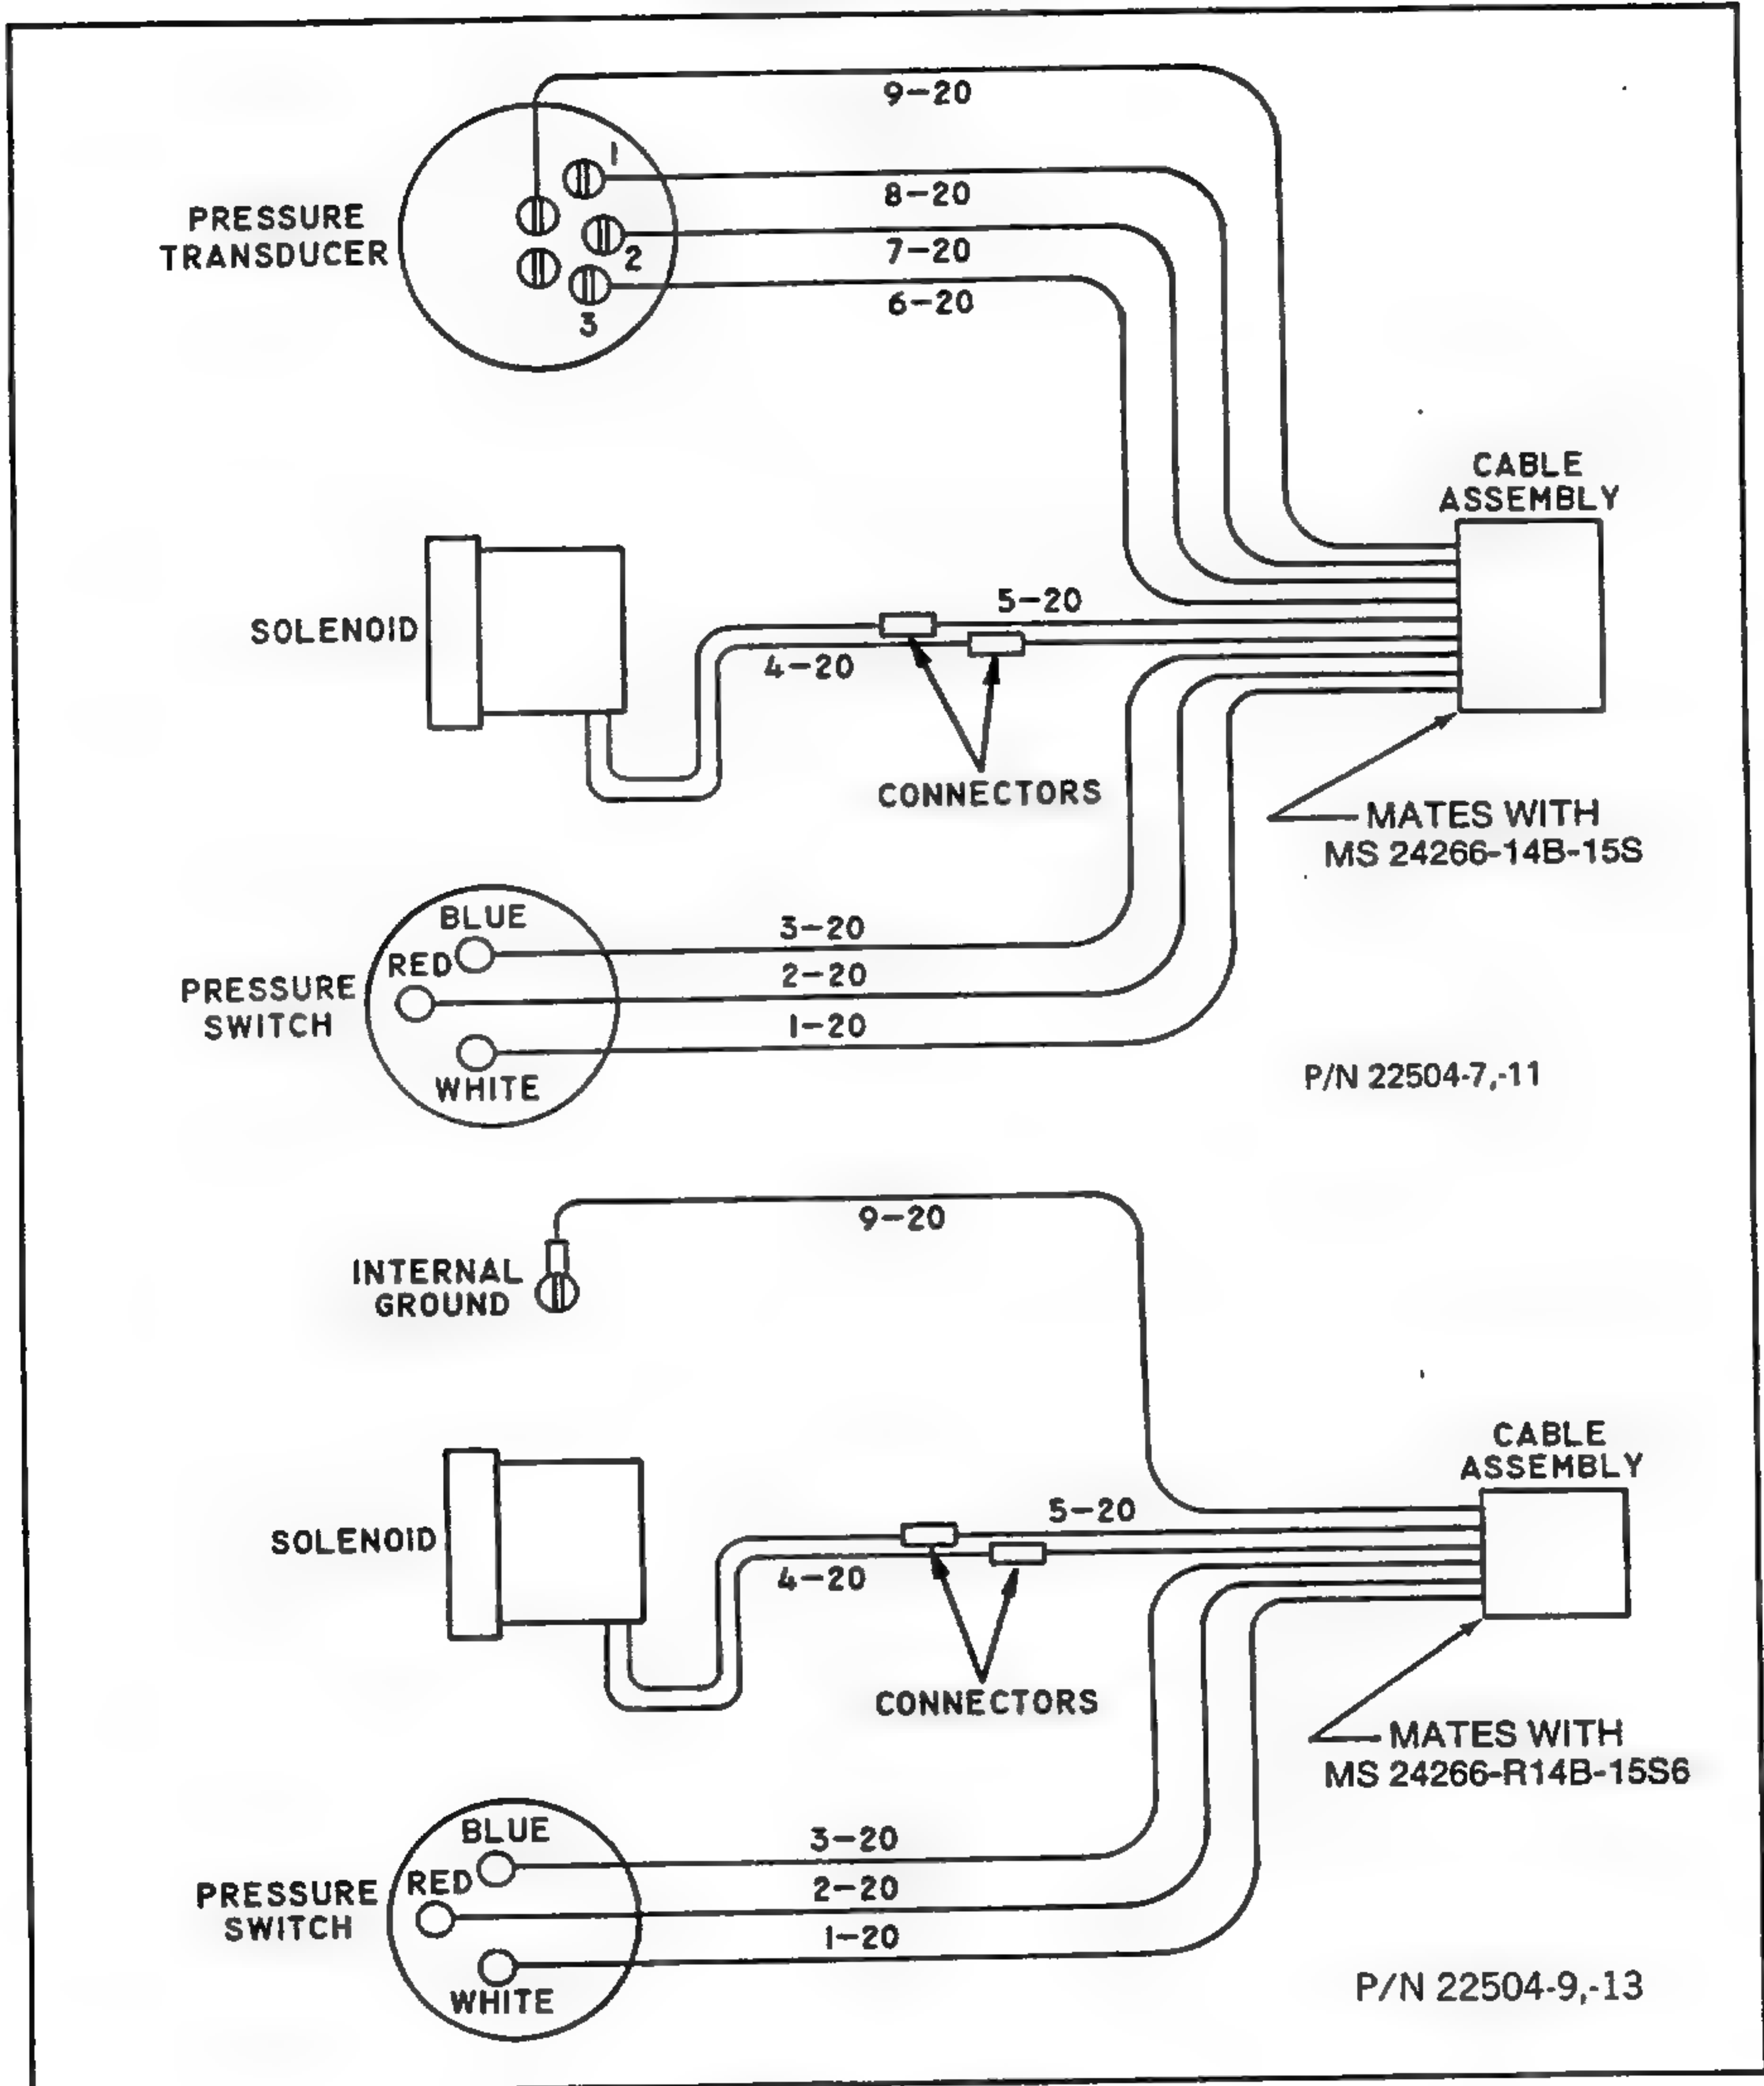 9-20
1
8-20
PRESSURE
TRANSDUCER
2
7-20
6-20
3
CABLE
ASSEMBLY
5-20
SOLENOID
4-20
CONNECTORS
MATES WITH
MS 24266-14B-15S
BLUE
3-20
RED
2-20
PRESSURE
SWITCH
1-20
WHITE
P/N 22504-7,-11
9-20
INTERNAL
GROUND
CABLE
ASSEMBLY
5-20
SOLENOID
4-20
CONNECTORS
MATES WITH
MS 24266-R14B-15S6
BLUE
3-20
RED
2-20
PRESSURE
SWITCH
1-20
WHITE
P/N 22504-9,-13